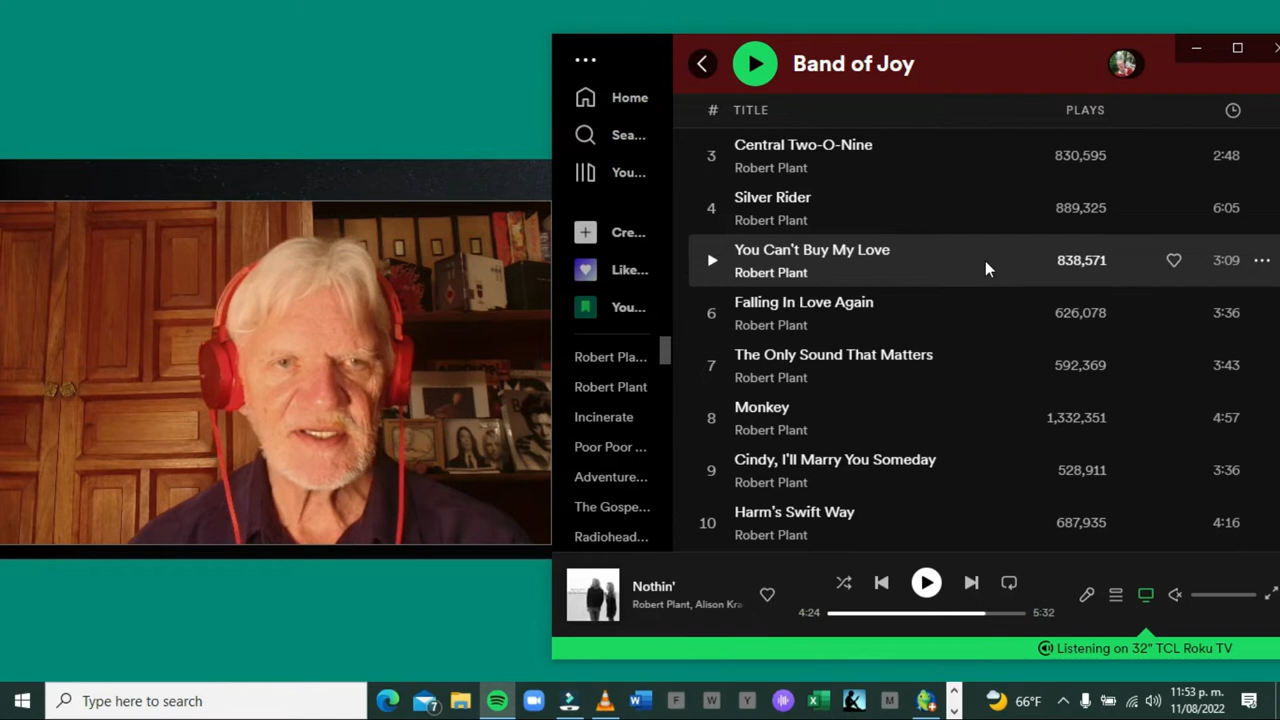 Band of Joy
# TITLE PLAYS
Home
Sea...
You...
Cre...
Like...
You...
Robert Pla...
Robert Plant
Incinerate
Poor Poor ...
Adventure...
The Gospe...
Radiohead...
3 Central Two-O-Nine 830,595 2:48
Robert Plant
4 Silver Rider 889,325 6:05
Robert Plant
You Can't Buy My Love 838,571 3:09
Robert Plant
6 Falling In Love Again 626,078 3:36
Robert Plant
7 The Only Sound That Matters 592,369 3:43
Robert Plant
8 Monkey 1,332,351 4:57
Robert Plant
9 Cindy, I'll Marry You Someday 528,911 3:36
Robert Plant
10 Harm's Swift Way 687,935 4:16
Robert Plant
Nothin'
Robert Plant, Alison Kra
4:24 5:32
Listening on 32" TCL Roku TV
Type here to search
7
W
F
W
Y
M
66°F
11:53 p. m.
11/08/2022